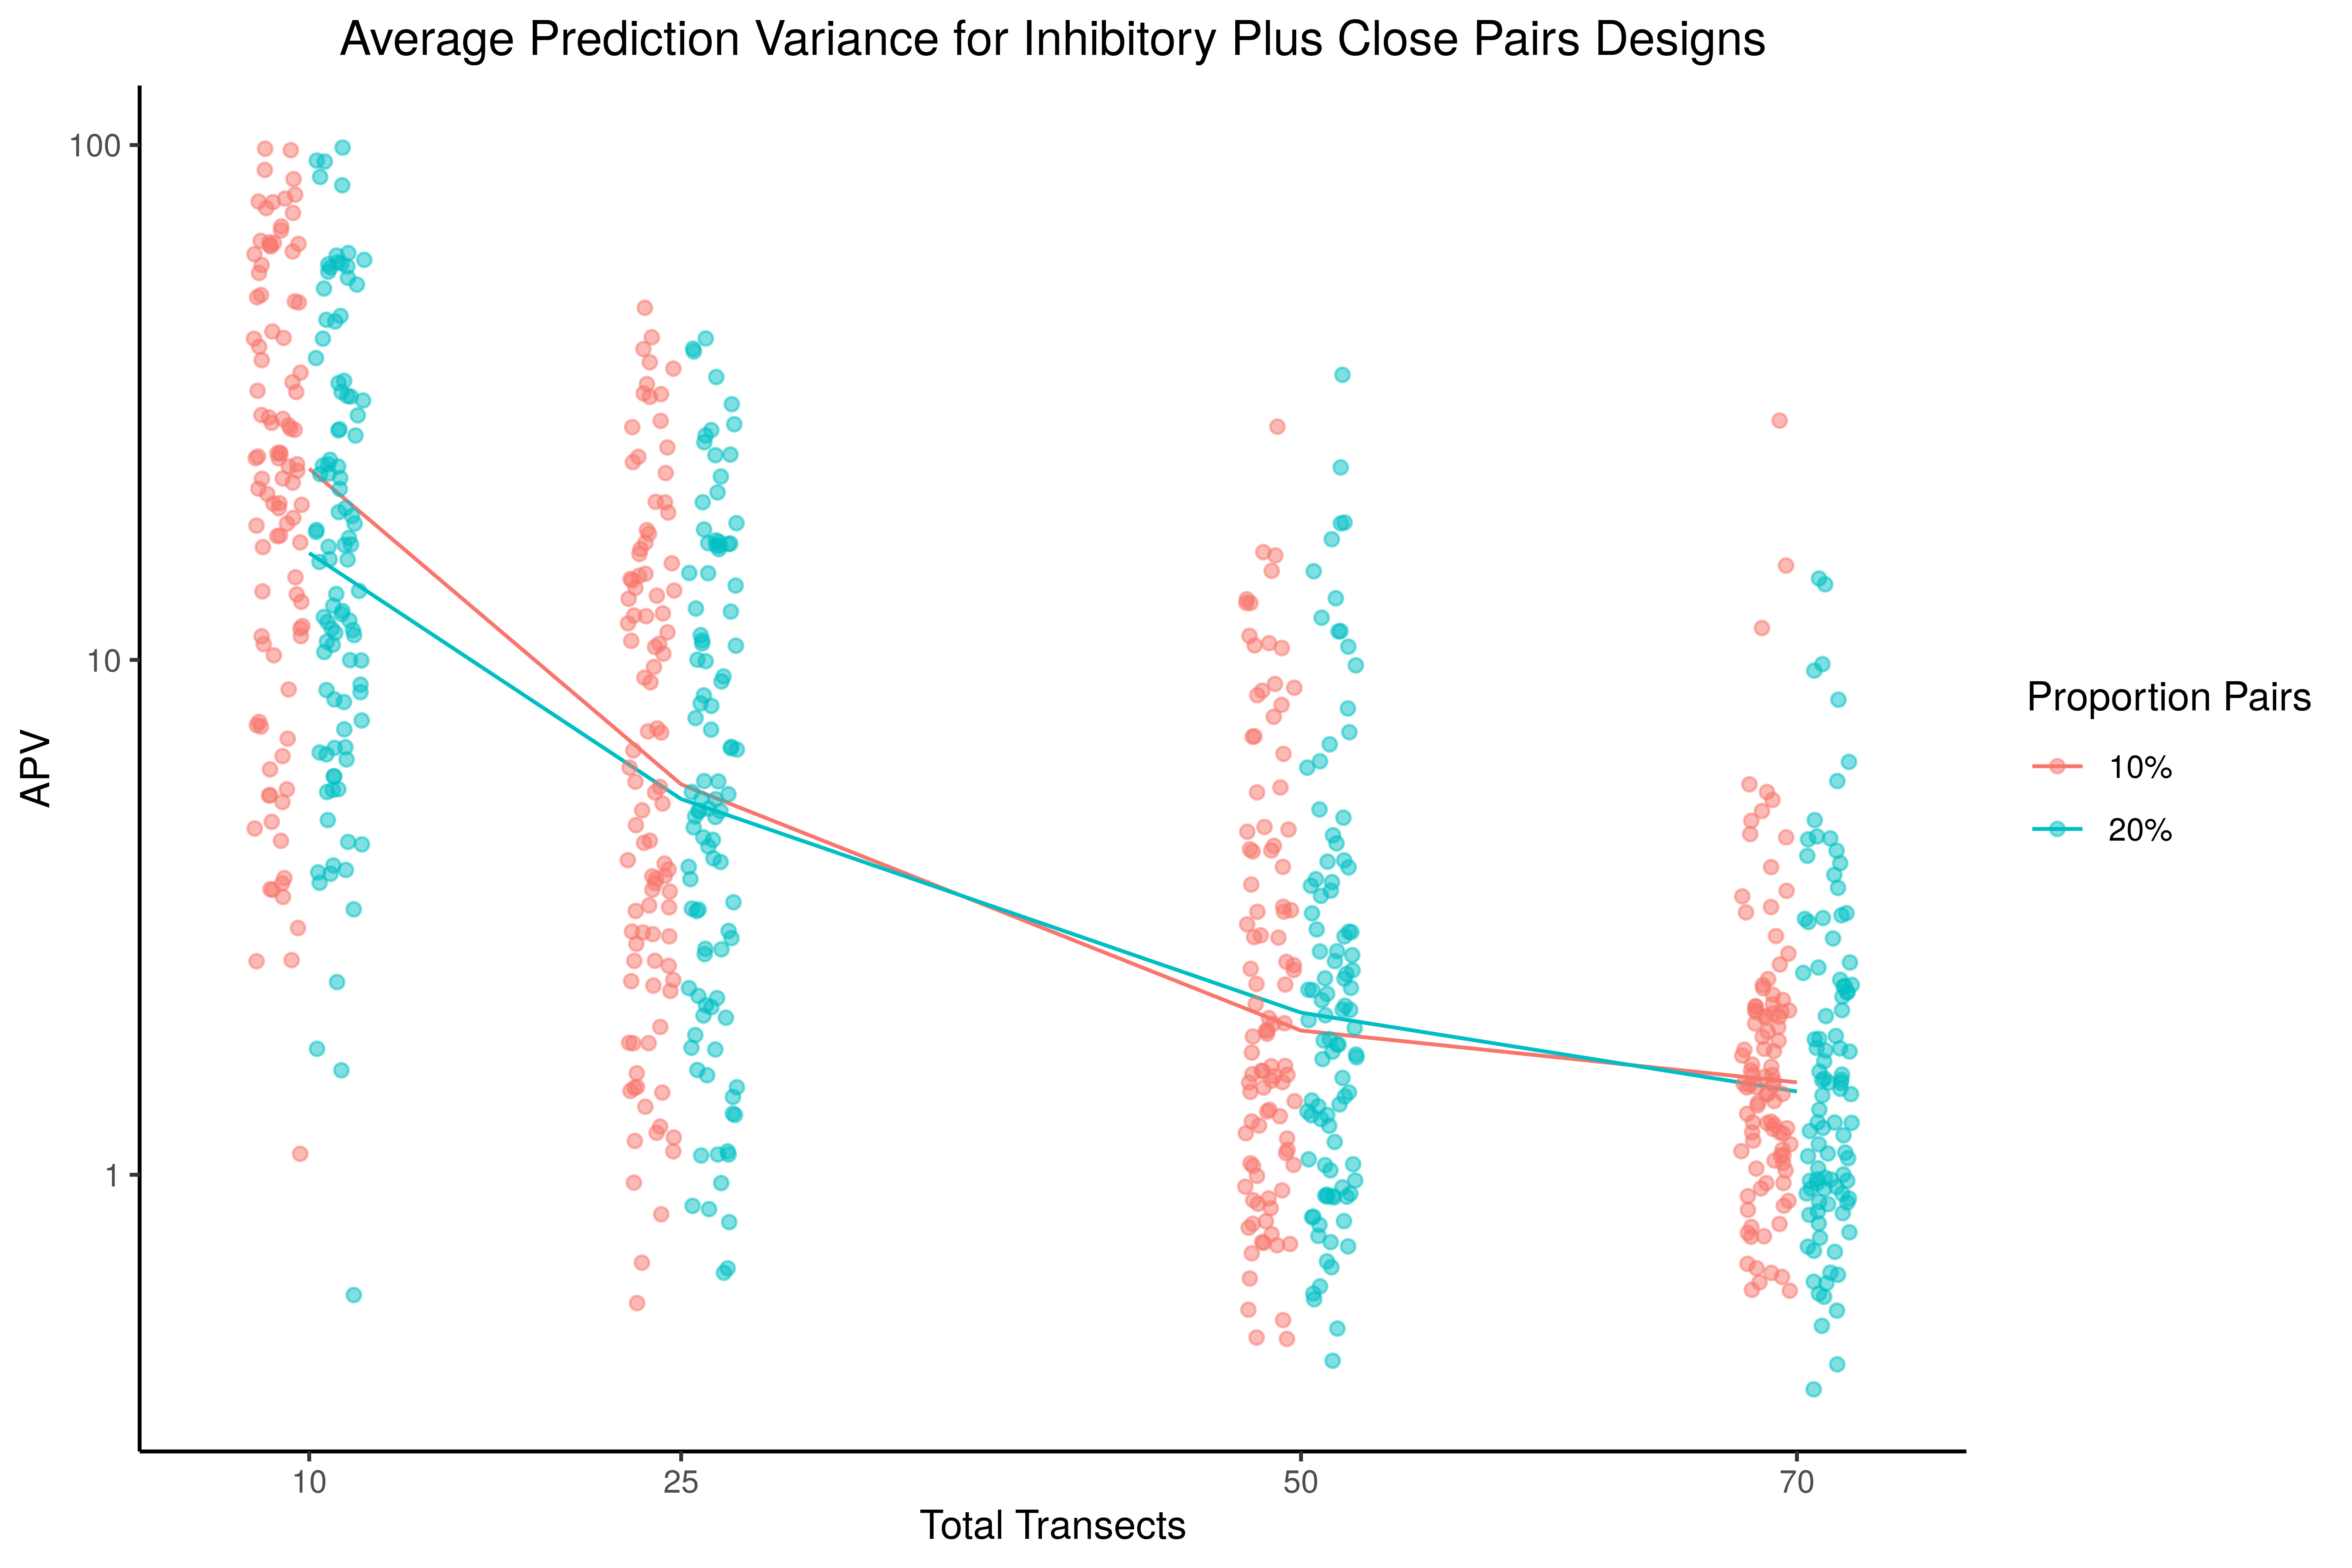 Average Prediction Variance for Inhibitory Plus Close Pairs Designs
100
10
1
APV
10
25
50
70
Total Transects
Proportion Pairs
10%
20%